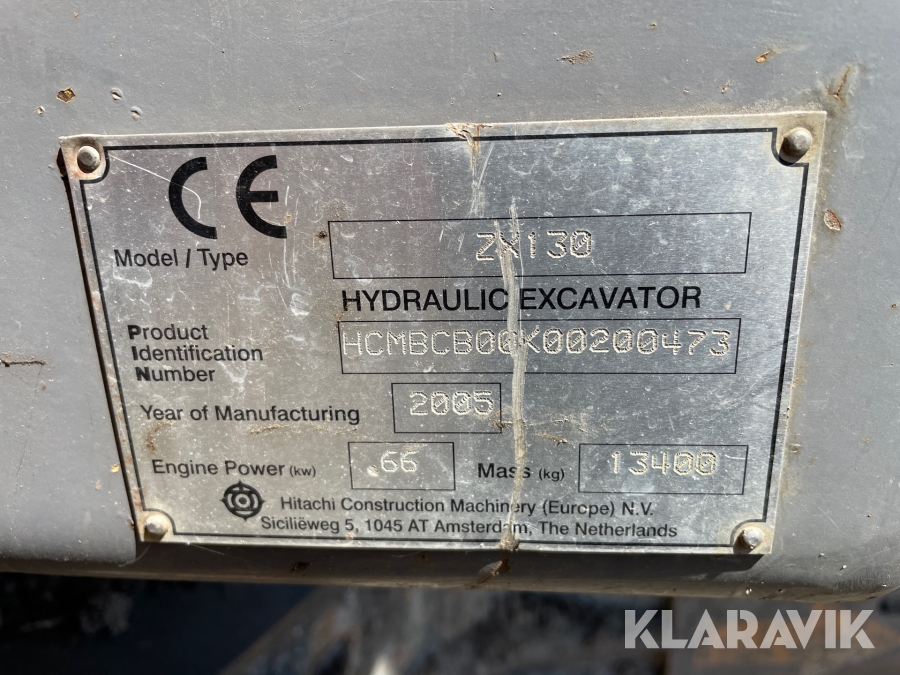 CE
Model / Type ZX130
HYDRAULIC EXCAVATOR
Product
Identification HCMBCB00K00200473
Number
Year of Manufacturing 2005
Engine Power (kw) 66 Mass (kg) 13400
Hitachi Construction Machinery (Europe) N.V.
Siciliëweg 5, 1045 AT Amsterdam, The Netherlands
KLARAVIK